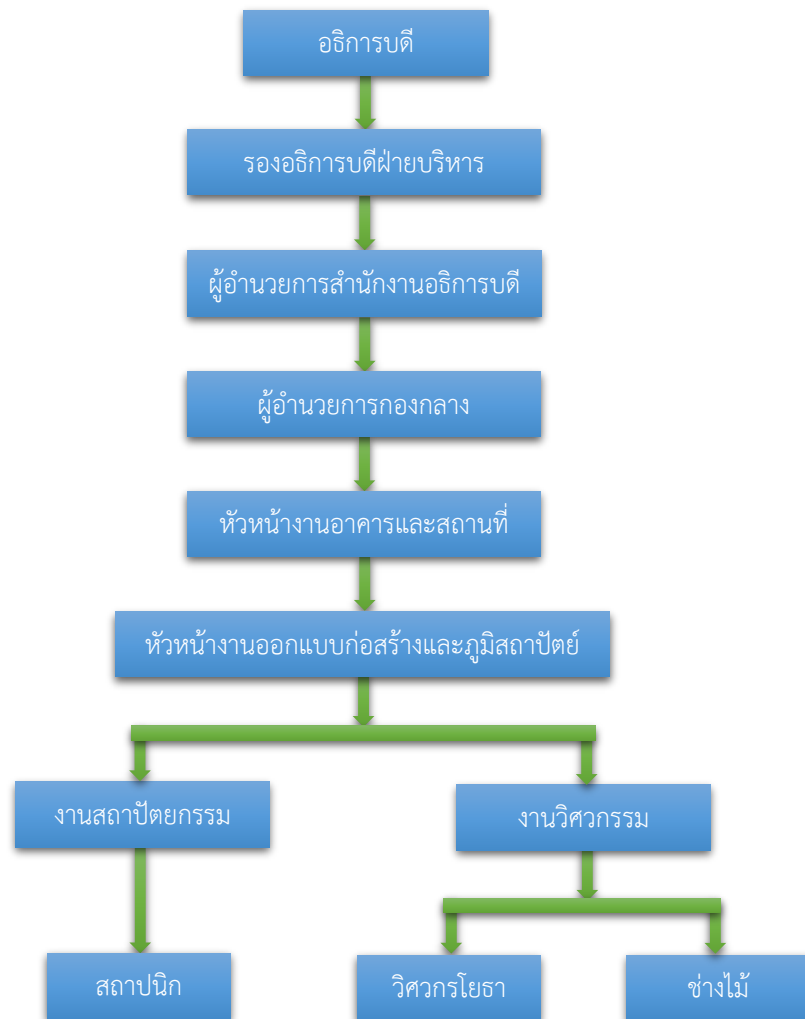 อธิการบดี
รองอธิการบดีฝ่ายบริหาร
ผู้อำนวยการสำนักงานอธิการบดี
ผู้อำนวยการกองกลาง
หัวหน้างานอาคารและสถานที่
หัวหน้างานออกแบบก่อสร้างและภูมิสถาปัตย์
งานสถาปัตยกรรม
งานวิศวกรรม
สถาปนิก
วิศวกรโยธา
ช่างไม้